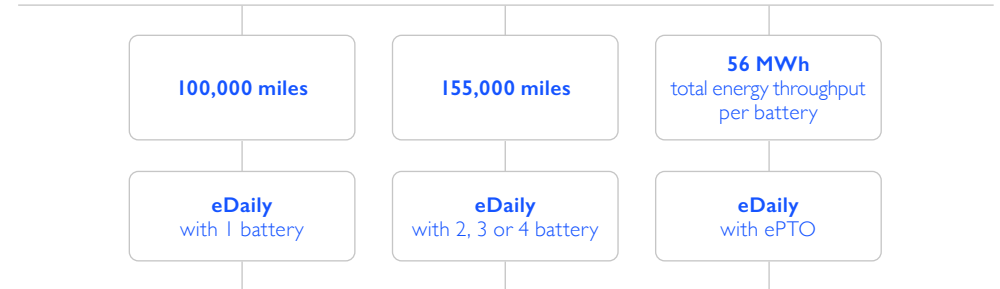 100,000 miles
155,000 miles
56 MWh
total energy throughput
per battery
eDaily
with 1 battery
eDaily
with 2, 3 or 4 battery
eDaily
with ePTO